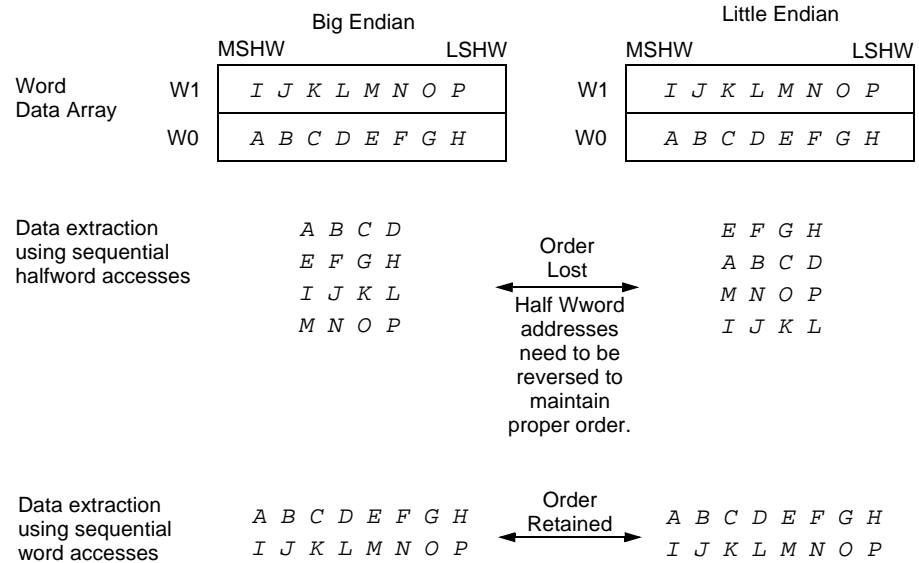 Big Endian
Little Endian
MSHW LSHW
MSHW LSHW
Word
Data Array
W1
I J K L M N O P
W0
A B C D E F G H
W1
I J K L M N O P
W0
A B C D E F G H
Data extraction
using sequential
halfword accesses
A B C D
E F G H
I J K L
M N O P
Order
Lost
Half Wword
addresses
need to be
reversed to
maintain
proper order.
E F G H
A B C D
M N O P
I J K L
Data extraction
using sequential
word accesses
A B C D E F G H
I J K L M N O P
Order
Retained
A B C D E F G H
I J K L M N O P